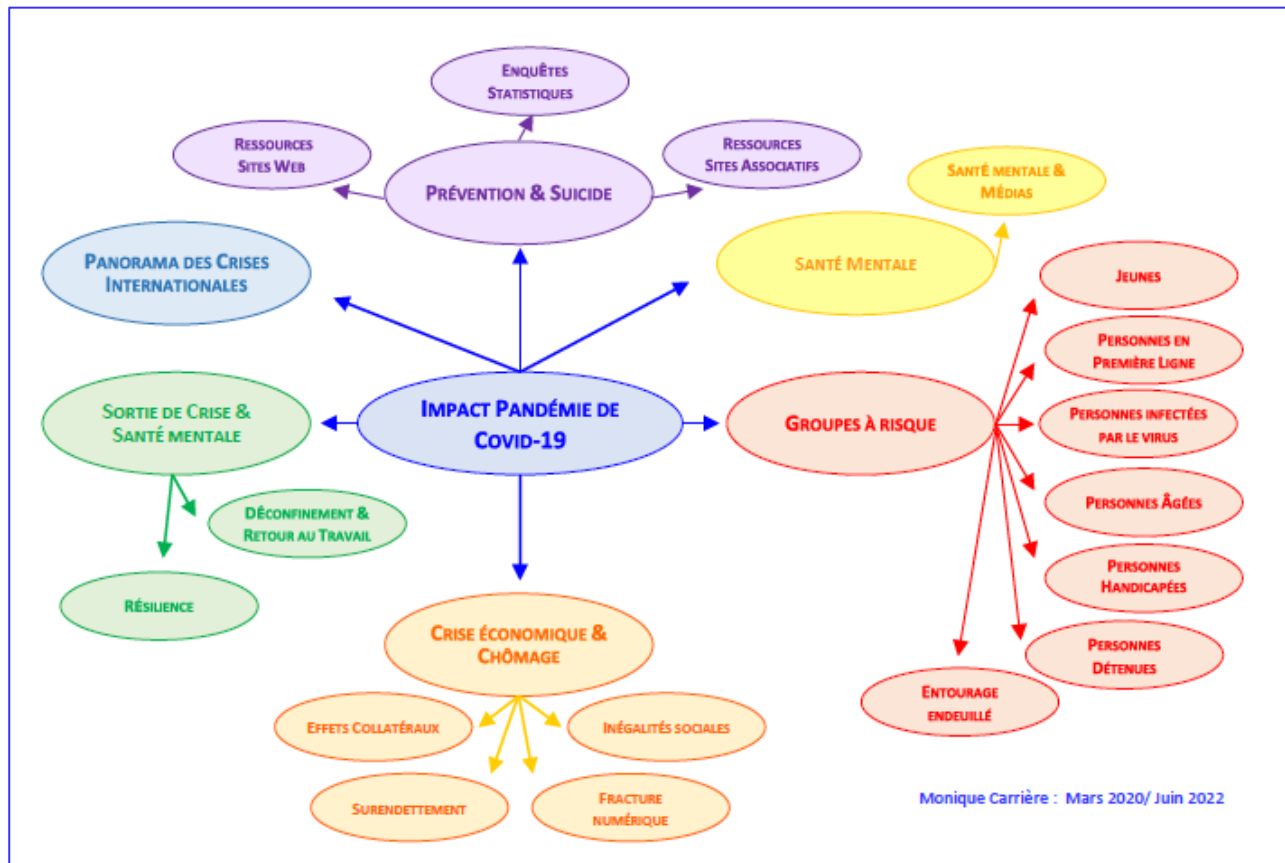 Enquêtes
Statistiques
Ressources
Sites Web
Ressources
Sites Associatifs
Prévention & Suicide
Santé mentale &
Médias
Panorama des Crises
Internationales
Santé Mentale
Jeunes
Personnes en
Première Ligne
Sortie de Crise &
Santé mentale
Impact Pandémie de
Covid-19
Groupes à risque
Personnes infectées
par le virus
Déconfinement &
Retour au Travail
Personnes Âgées
Résilience
Personnes
Handicapées
Crise économique &
Chômage
Personnes
Détenues
Entourage
endeuillé
Effets Collatéraux
Inégalités sociales
Surendettement
Fracture
numérique
Monique Carrière : Mars 2020/ Juin 2022